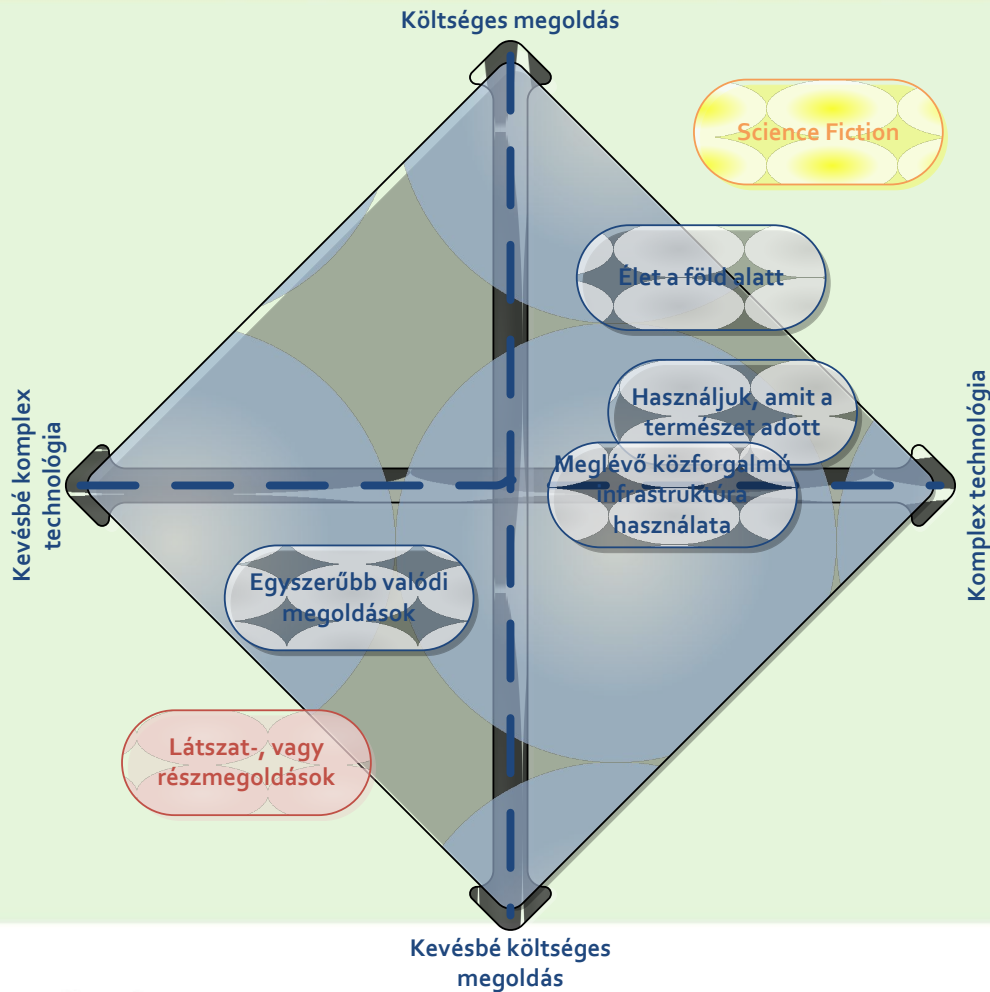 Költséges megoldás
Science Fiction
Élet a föld alatt
Használjuk, amit a
természet adott
Meglévő közforgalmú
infrastruktúra
használata
Kevésbé komplex
technológia
Komplex technológia
Egyszerűbb valódi
megoldások
Látszat-, vagy
részmegoldások
Kevésbé költséges
megoldás